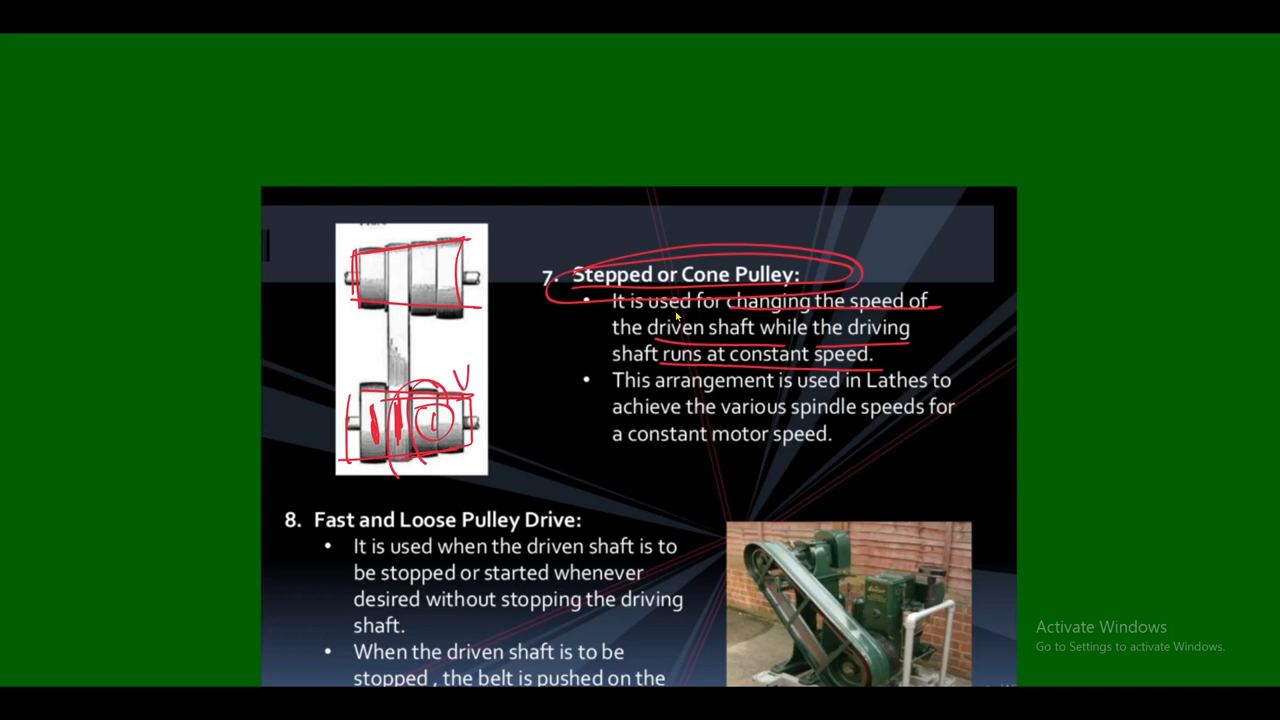 7. Stepped or Cone Pulley:
• It is used for changing the speed of
the driven shaft while the driving
shaft runs at constant speed.
• This arrangement is used in Lathes to
achieve the various spindle speeds for
a constant motor speed.
V
8. Fast and Loose Pulley Drive:
• It is used when the driven shaft is to
be stopped or started whenever
desired without stopping the driving
shaft.
• When the driven shaft is to be
stopped , the belt is pushed on the
Activate Windows
Go to Settings to activate Windows.